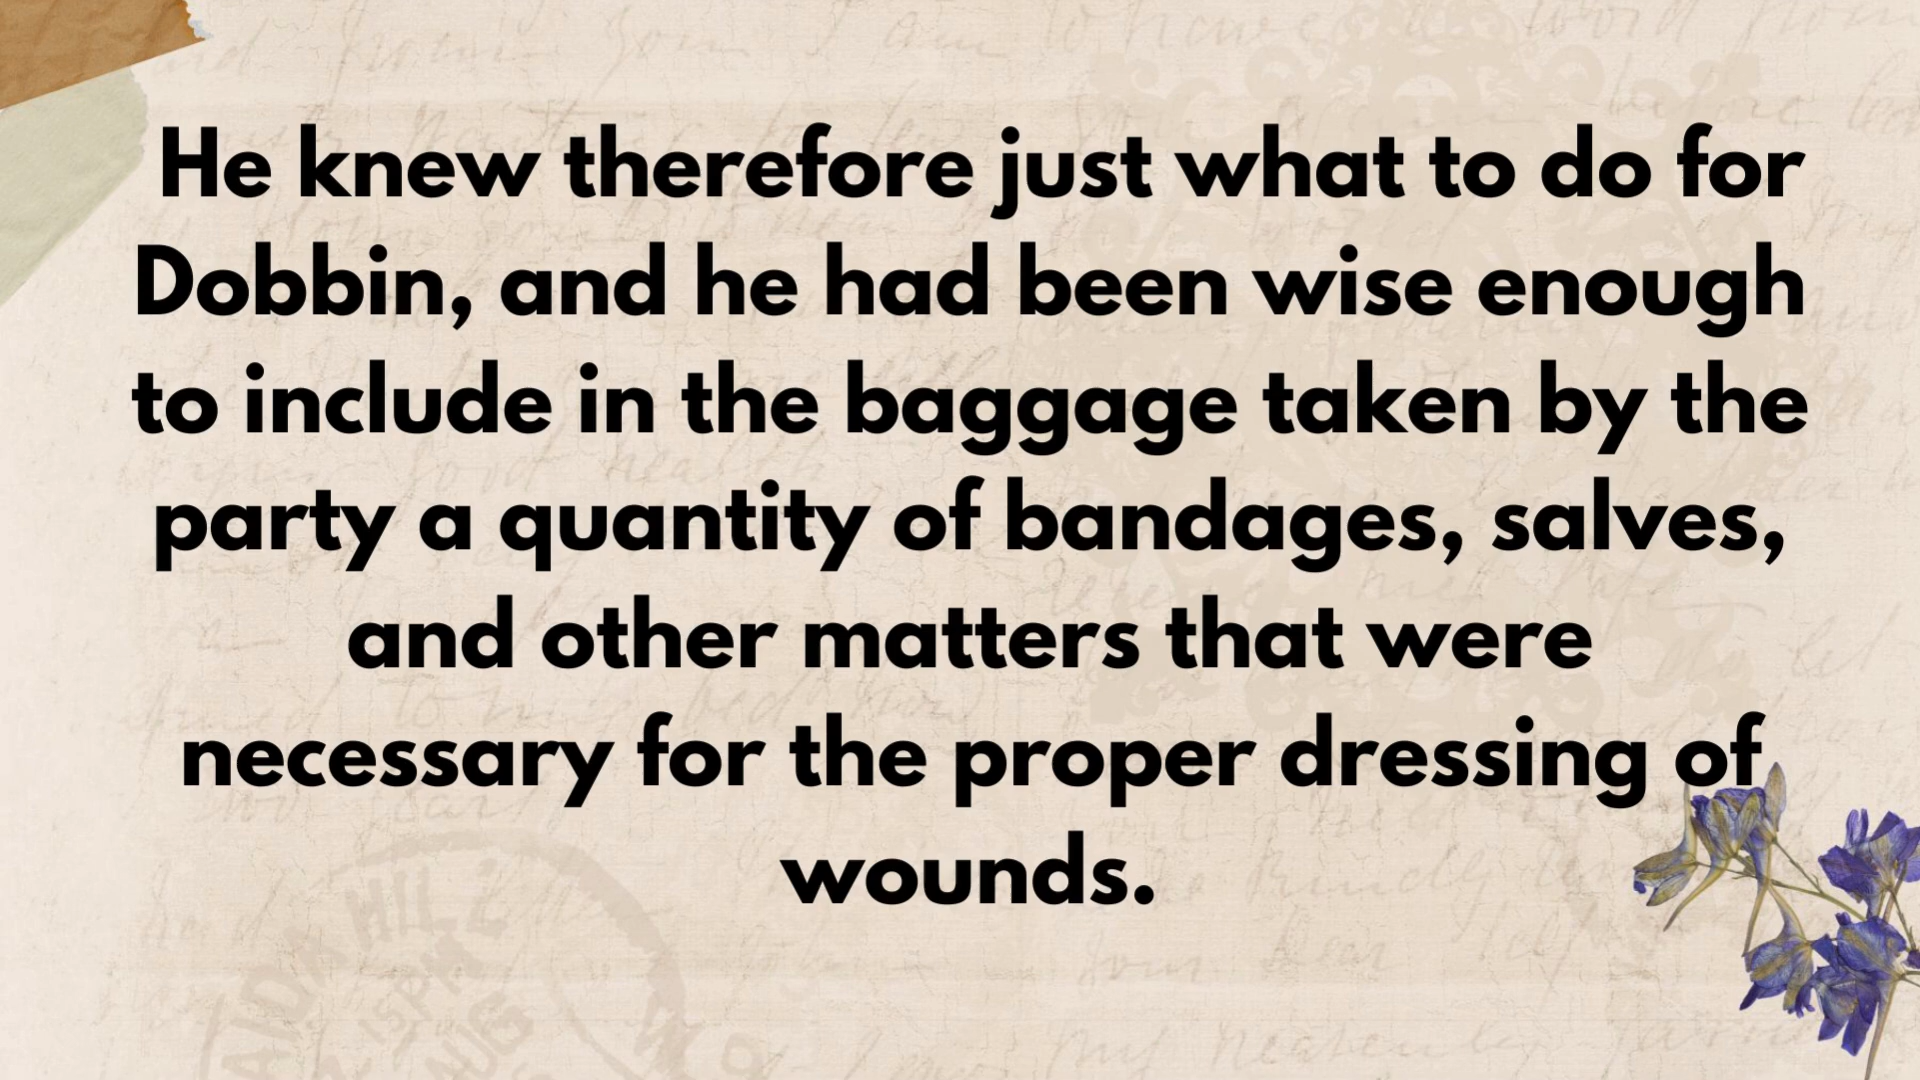 He knew therefore just what to do for
Dobbin, and he had been wise enough
to include in the baggage taken by the
party a quantity of bandages, salves,
and other matters that were
necessary for the proper dressing of
wounds.